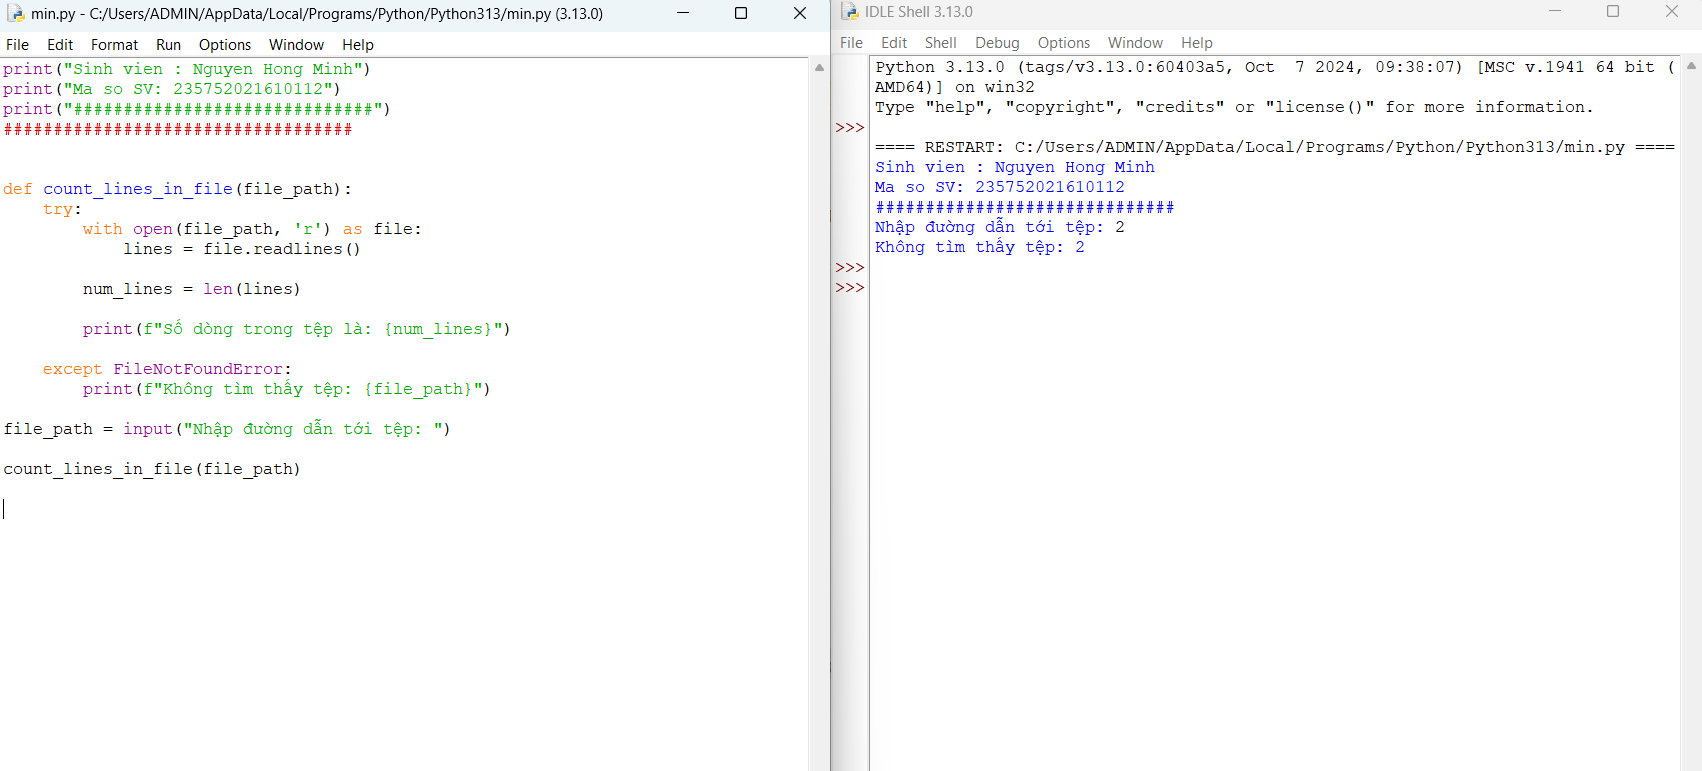 min.py - C:/Users/ADMIN/AppData/Local/Programs/Python/Python313/min.py (3.13.0)
File Edit Format Run Options Window Help
print("Sinh vien : Nguyen Hong Minh")
print("Ma so SV: 235752021610112")
print("##############################")
###################################
def count_lines_in_file(file_path):
    try:
        with open(file_path, 'r') as file:
            lines = file.readlines()
        num_lines = len(lines)
        print(f"Số dòng trong tệp là: {num_lines}")
    except FileNotFoundError:
        print(f"Không tìm thấy tệp: {file_path}")
file_path = input("Nhập đường dẫn tới tệp: ")
count_lines_in_file(file_path)
IDLE Shell 3.13.0
File Edit Shell Debug Options Window Help
Python 3.13.0 (tags/v3.13.0:60403a5, Oct  7 2024, 09:38:07) [MSC v.1941 64 bit (
AMD64)] on win32
Type "help", "copyright", "credits" or "license()" for more information.
>>>
==== RESTART: C:/Users/ADMIN/AppData/Local/Programs/Python/Python313/min.py ====
Sinh vien : Nguyen Hong Minh
Ma so SV: 235752021610112
##############################
Nhập đường dẫn tới tệp: 2
Không tìm thấy tệp: 2
>>>
>>>